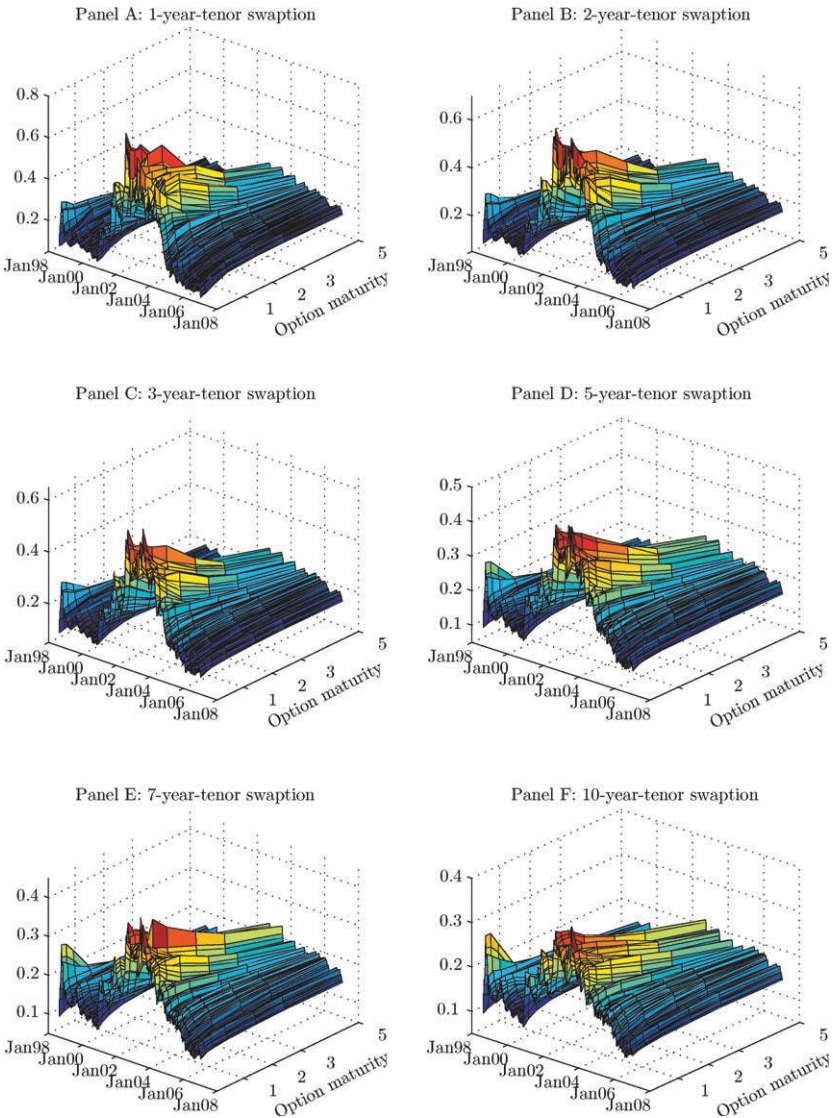 Panel A: 1-year-tenor swaption
0.8
0.6
0.4
0.2
Jan98
Jan00
Jan02
Jan04
Jan06
Jan08
1
2
3
5
Option maturity
Panel B: 2-year-tenor swaption
0.6
0.4
0.2
Jan98
Jan00
Jan02
Jan04
Jan06
Jan08
1
2
3
5
Option maturity
Panel C: 3-year-tenor swaption
0.6
0.4
0.2
Jan98
Jan00
Jan02
Jan04
Jan06
Jan08
1
2
3
5
Option maturity
Panel D: 5-year-tenor swaption
0.5
0.4
0.3
0.2
0.1
Jan98
Jan00
Jan02
Jan04
Jan06
Jan08
1
2
3
5
Option maturity
Panel E: 7-year-tenor swaption
0.4
0.3
0.2
0.1
Jan98
Jan00
Jan02
Jan04
Jan06
Jan08
1
2
3
5
Option maturity
Panel F: 10-year-tenor swaption
0.4
0.3
0.2
0.1
Jan98
Jan00
Jan02
Jan04
Jan06
Jan08
1
2
3
5
Option maturity